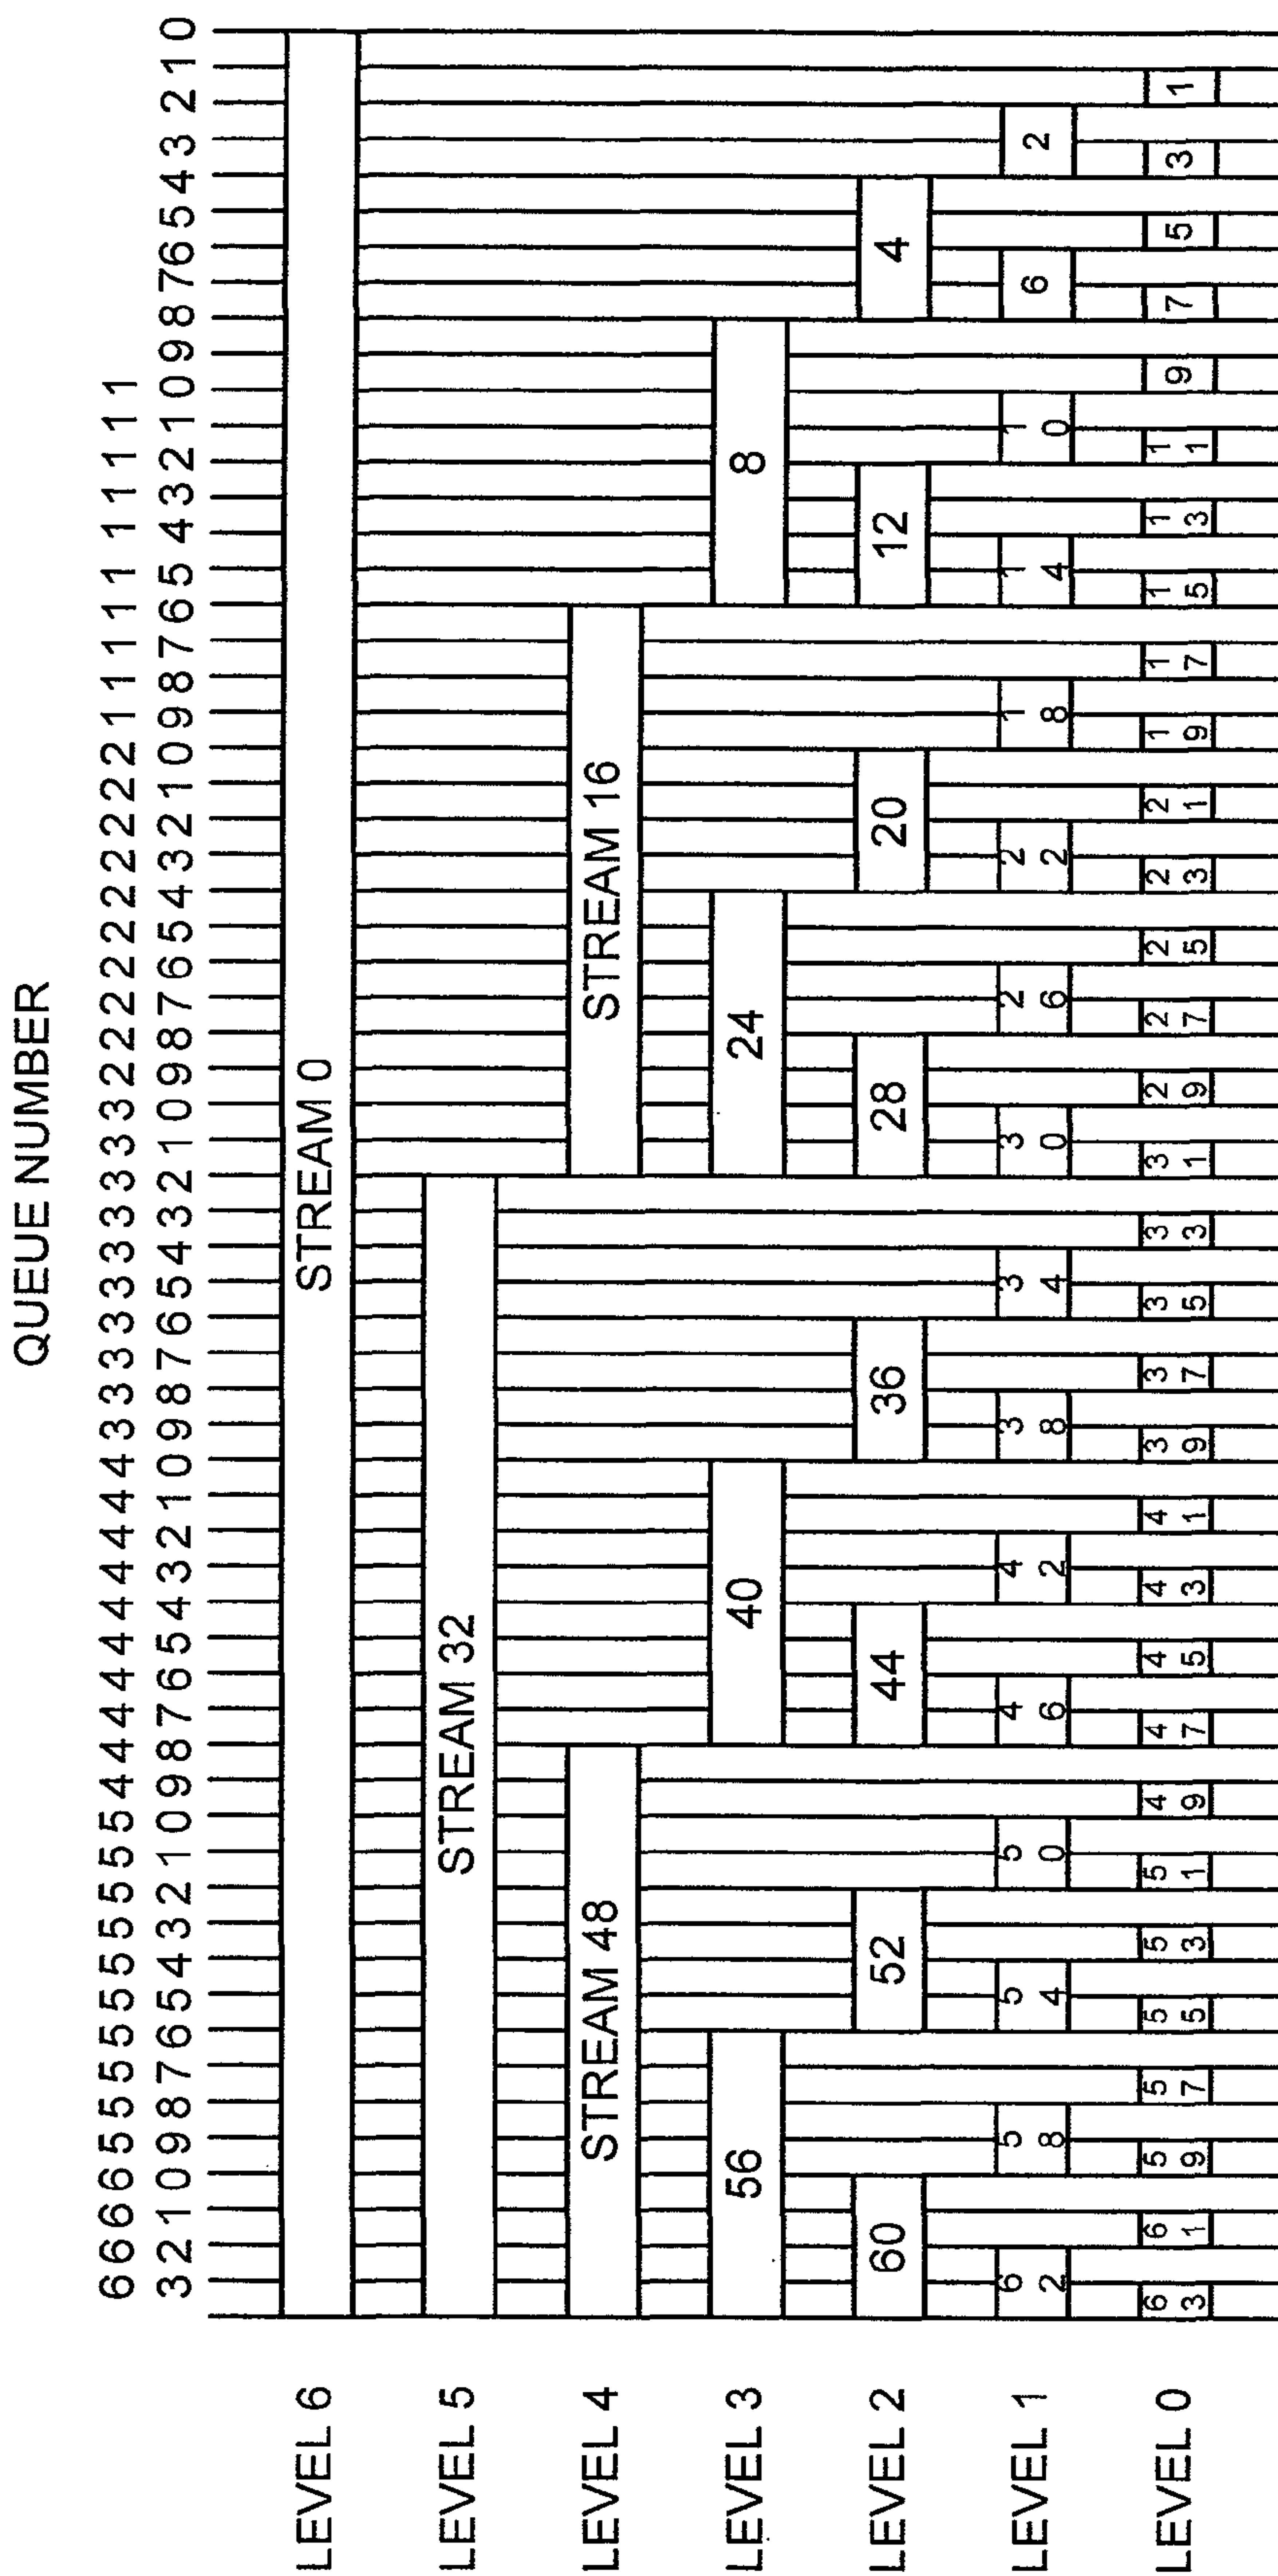 QUEUE NUMBER
6 6 6 6 5 5 5 5 5 5 5 5 5 5 4 4 4 4 4 4 4 4 4 4 3 3 3 3 3 3 3 3 3 3 2 2 2 2 2 2 2 2 2 2 1 1 1 1 1 1 1 1 1 1
3 2 1 0 9 8 7 6 5 4 3 2 1 0 9 8 7 6 5 4 3 2 1 0 9 8 7 6 5 4 3 2 1 0 9 8 7 6 5 4 3 2 1 0 9 8 7 6 5 4 3 2 1 0 9 8 7 6 5 4 3 2 1 0
LEVEL 6 STREAM 0
LEVEL 5 STREAM 32
LEVEL 4 STREAM 48 STREAM 16
LEVEL 3 56 40 24 8
LEVEL 2 60 52 44 36 28 20 12 4
LEVEL 1 62 58 54 50 46 42 38 34 30 26 22 18 14 10 6 2
LEVEL 0 63 61 59 57 55 53 51 49 47 45 43 41 39 37 35 33 31 29 27 25 23 21 19 17 15 13 11 9 7 5 3 1